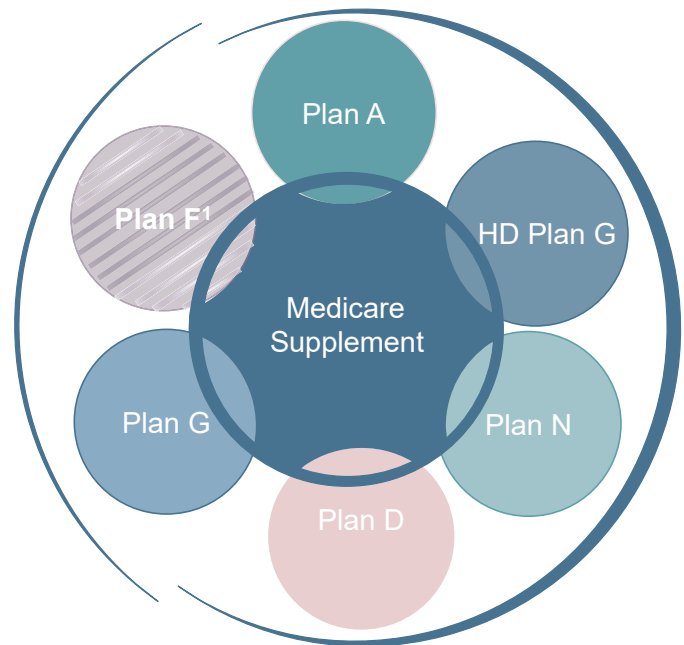 Plan A
Plan F¹
HD Plan G
Medicare
Supplement
Plan G
Plan N
Plan D